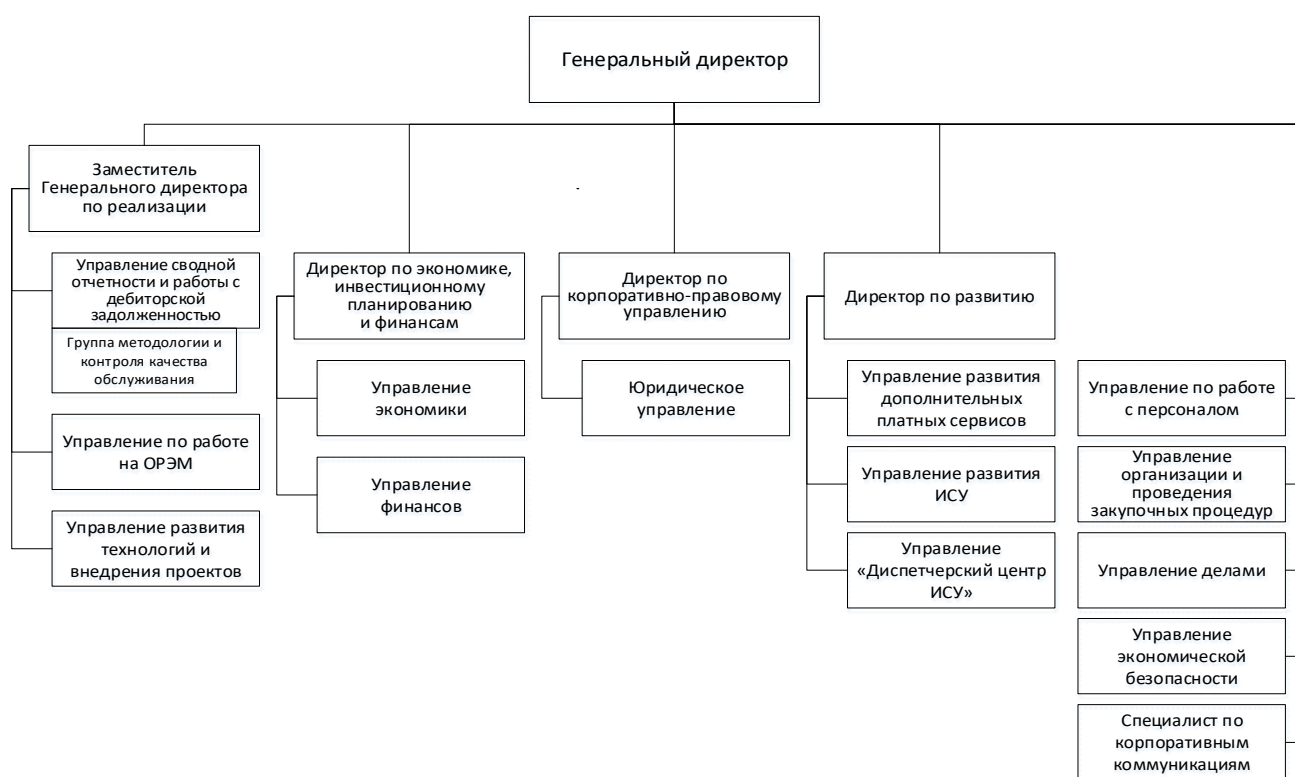 Генеральный директор
Заместитель
Генерального директора
по реализации
Управление сводной
отчетности и работы с
дебиторской
задолженностью
Группа методологии и
контроля качества
обслуживания
Управление по работе
на ОРЭМ
Управление развития
технологий и
внедрения проектов
Директор по экономике,
инвестиционному
планированию
и финансам
Управление
экономики
Управление
финансов
Директор по
корпоративно-правовому
управлению
Юридическое
управление
Директор по развитию
Управление развития
дополнительных
платных сервисов
Управление развития
ИСУ
Управление
«Диспетчерский центр
ИСУ»
Управление по работе
с персоналом
Управление
организации и
проведения
закупочных процедур
Управление делами
Управление
экономической
безопасности
Специалист по
корпоративным
коммуникациям